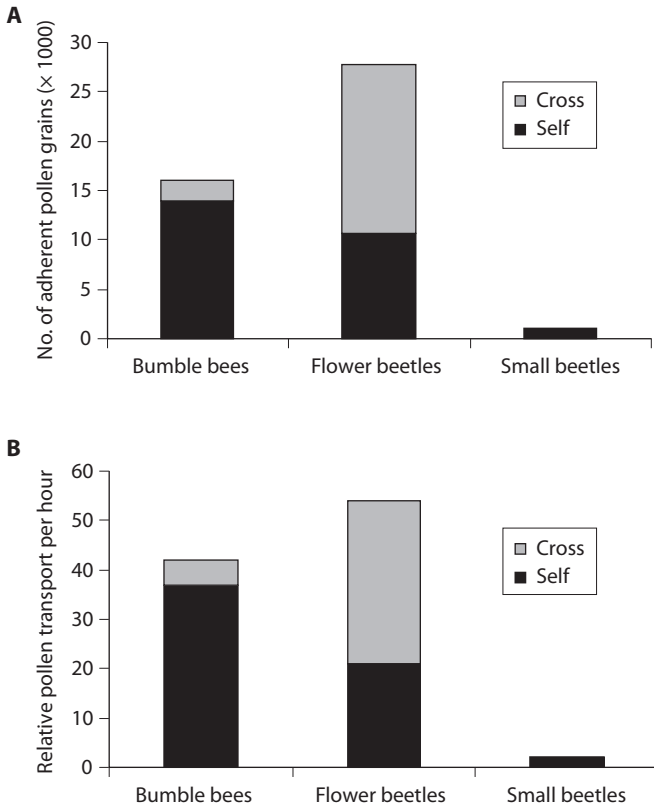 A
No. of adherent pollen grains (× 1000)
30
25
20
15
10
5
0
Cross
Self
Bumble bees Flower beetles Small beetles
B
Relative pollen transport per hour
60
50
40
30
20
10
0
Cross
Self
Bumble bees Flower beetles Small beetles